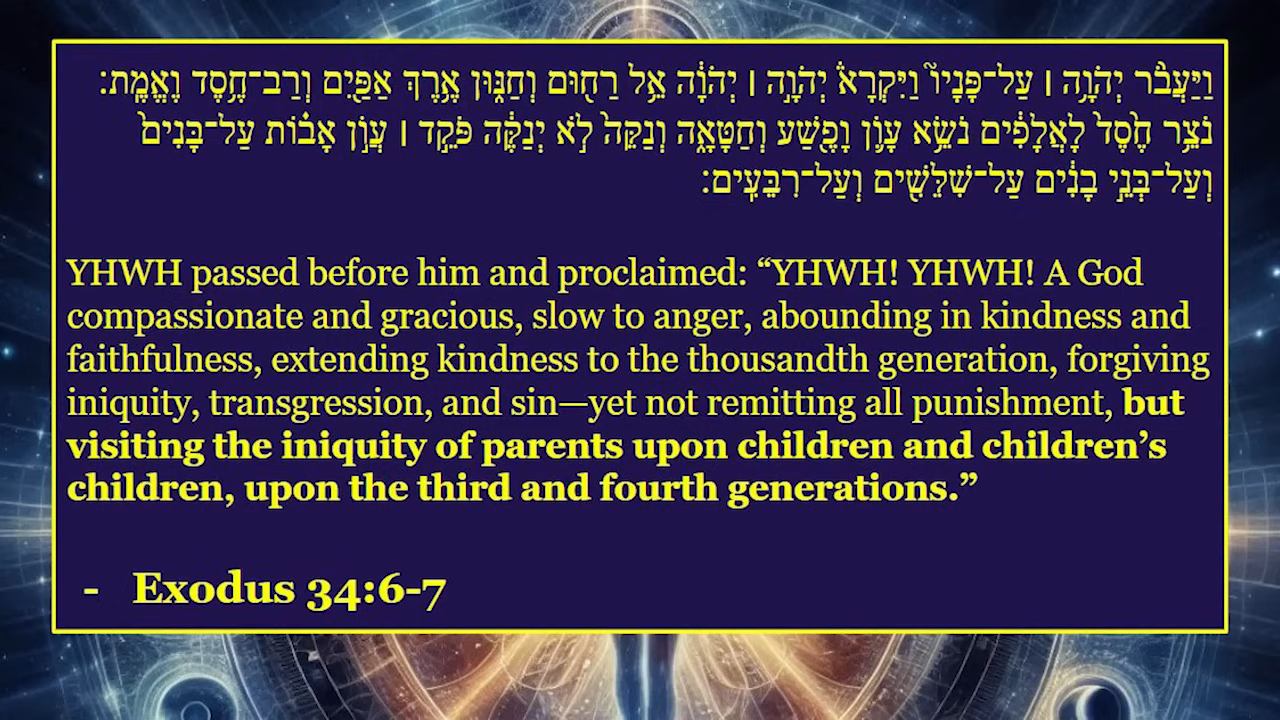 וַיַּעֲבֹ֨ר יְהֹוָ֥ה ׀ עַל־פָּנָיו֮ וַיִּקְרָא֒ יְהֹוָ֣ה ׀ יְהֹוָ֔ה אֵ֥ל רַח֖וּם וְחַנּ֑וּן אֶ֥רֶךְ אַפַּ֖יִם וְרַב־חֶ֥סֶד וֶאֱמֶֽת׃
נֹצֵ֥ר חֶ֙סֶד֙ לָאֲלָפִ֔ים נֹשֵׂ֥א עָוֺ֛ן וָפֶ֖שַׁע וְחַטָּאָ֑ה וְנַקֵּה֙ לֹ֣א יְנַקֶּ֔ה פֹּקֵ֣ד ׀ עֲוֺ֣ן אָב֗וֹת עַל־בָּנִים֙
וְעַל־בְּנֵ֣י בָנִ֔ים עַל־שִׁלֵּשִׁ֖ים וְעַל־רִבֵּעִֽים׃
YHWH passed before him and proclaimed: “YHWH! YHWH! A God
compassionate and gracious, slow to anger, abounding in kindness and
faithfulness, extending kindness to the thousandth generation, forgiving
iniquity, transgression, and sin—yet not remitting all punishment, but
visiting the iniquity of parents upon children and children’s
children, upon the third and fourth generations.”
- Exodus 34:6-7